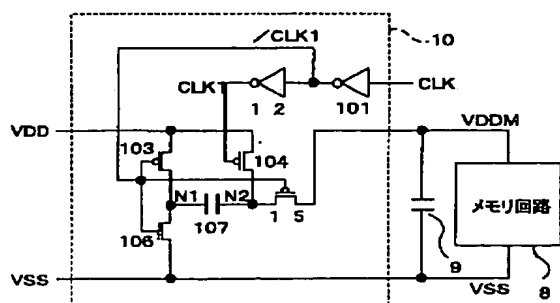 /CLK1
10
CLK1
1 2
101
CLK
VDD
VDDM
103
104
N1
N2
メモリ回路
106
107
1 5
9
VSS
VSS
8